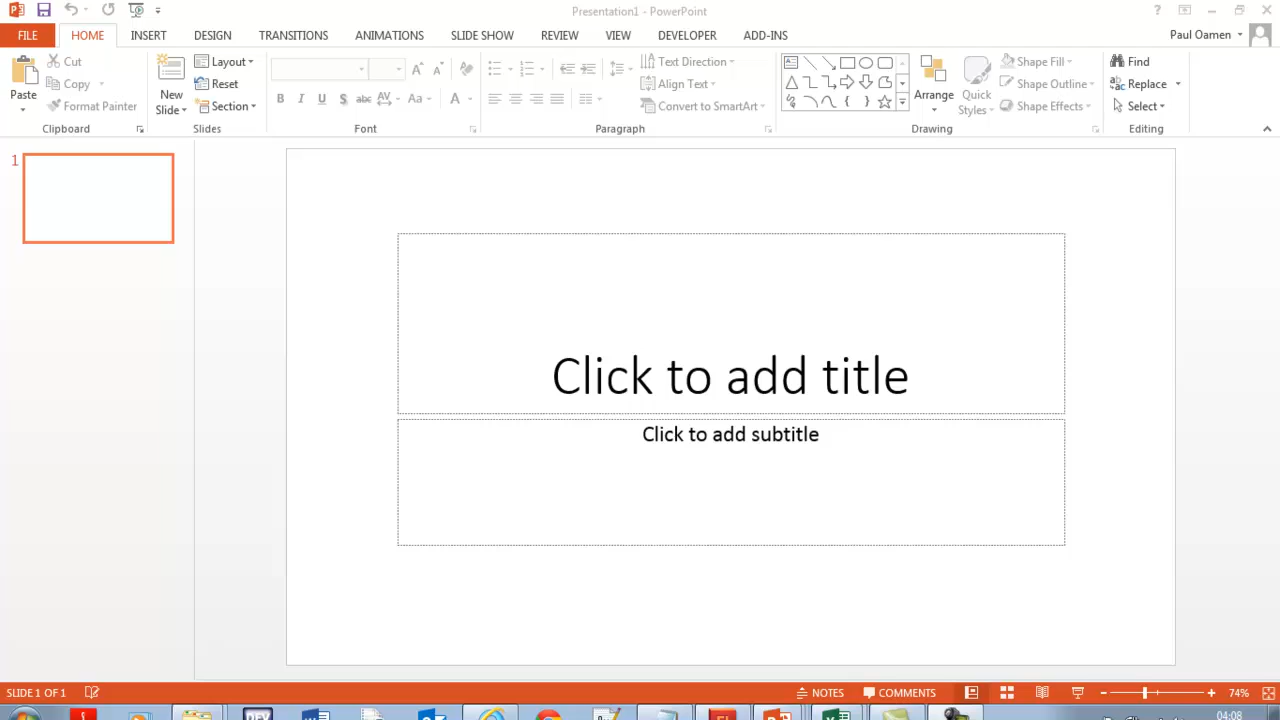 Presentation1 - PowerPoint
FILE HOME INSERT DESIGN TRANSITIONS ANIMATIONS SLIDE SHOW REVIEW VIEW DEVELOPER ADD-INS Paul Oamen
Paste
Cut
Copy
Format Painter
Clipboard
New
Slide
Layout
Reset
Section
Slides
B I U S abc AV Aa A
Font
Text Direction
Align Text
Convert to SmartArt
Paragraph
Arrange
Quick
Styles
Shape Fill
Shape Outline
Shape Effects
Drawing
Find
Replace
Select
Editing
1
Click to add title
Click to add subtitle
SLIDE 1 OF 1 NOTES COMMENTS 74%
04:08